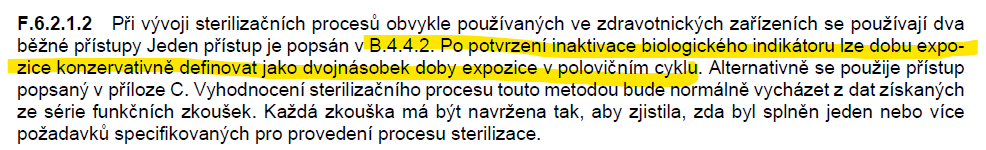 F.6.2.1.2 Při vývoji sterilizačních procesů obvykle používaných ve zdravotnických zařízeních se používají dva
běžné přístupy Jeden přístup je popsán v B.4.4.2. Po potvrzení inaktivace biologického indikátoru lze dobu expo-
zice konzervativně definovat jako dvojnásobek doby expozice v polovičním cyklu. Alternativně se použije přístup
popsaný v příloze C. Vyhodnocení sterilizačního procesu touto metodou bude normálně vycházet z dat získaných
ze série funkčních zkoušek. Každá zkouška má být navržena tak, aby zjistila, zda byl splněn jeden nebo více
požadavků specifikovaných pro provedení procesu sterilizace.